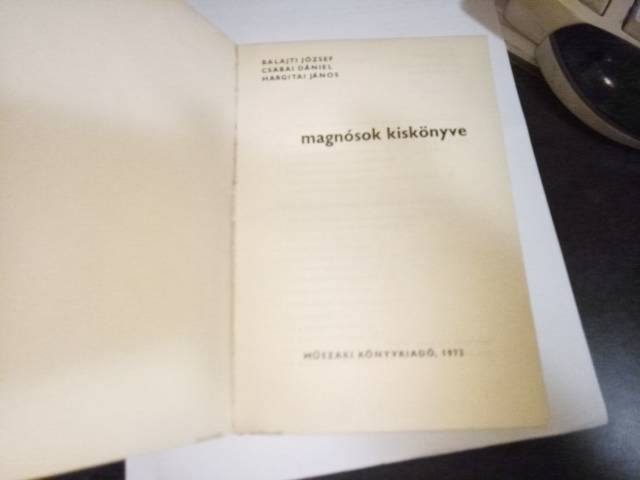 BALAJTI JÓZSEF
CSABAI DÁNIEL
HARGITAI JÁNOS
magnósok kiskönyve
MŰSZAKI KÖNYVKIADÓ, 1973